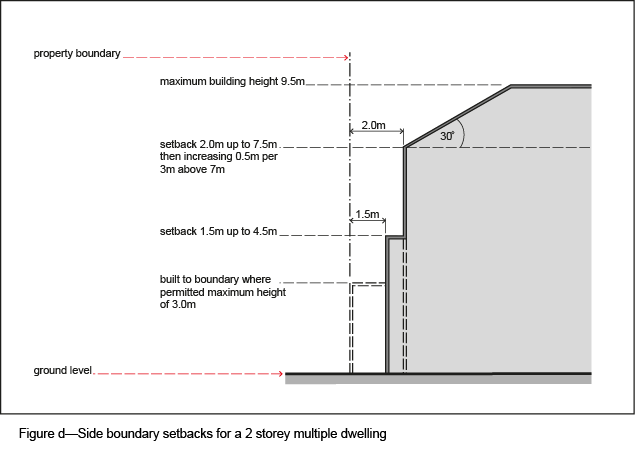 property boundary
maximum building height 9.5m
2.0m
30°
setback 2.0m up to 7.5m
then increasing 0.5m per
3m above 7m
1.5m
setback 1.5m up to 4.5m
built to boundary where
permitted maximum height
of 3.0m
ground level
Figure d—Side boundary setbacks for a 2 storey multiple dwelling